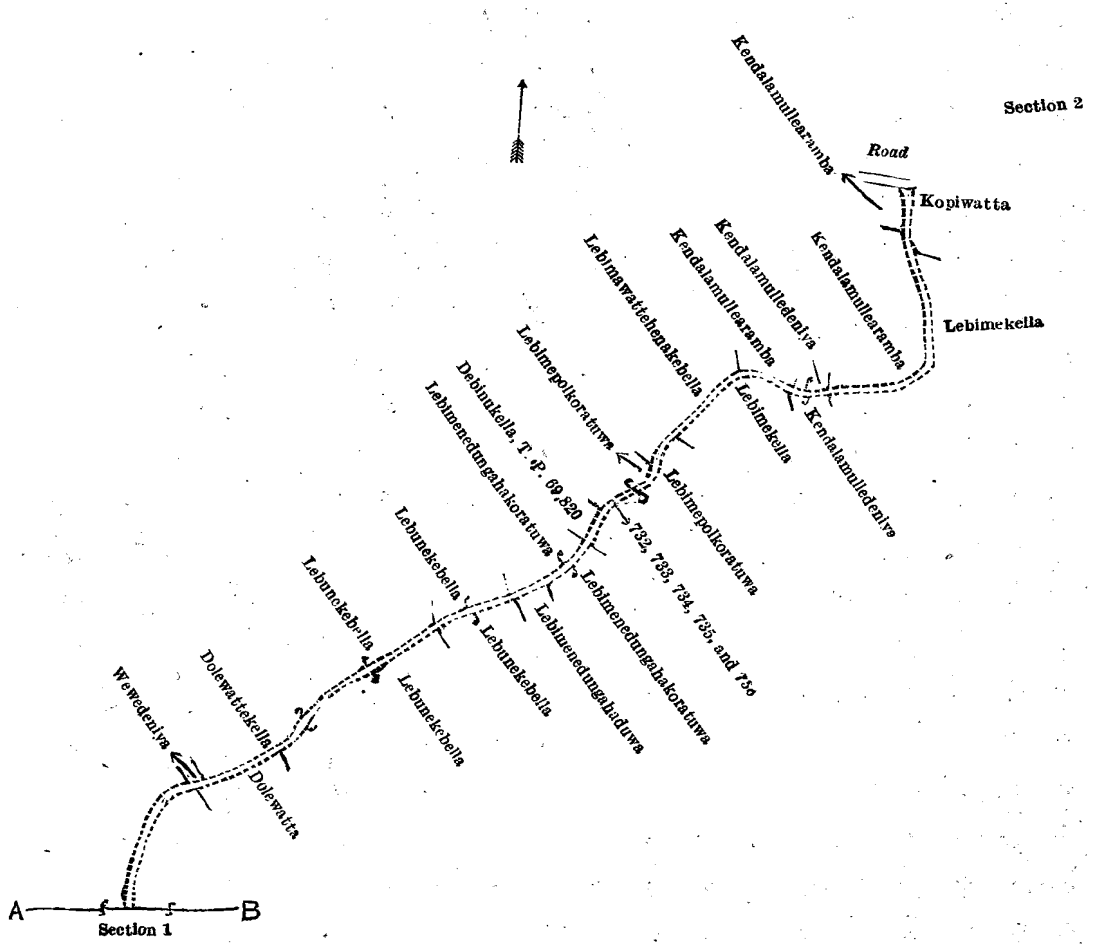 Section 2
Kendalamullearamba
Road
Kopiwatta
Kendalamullearamba
Kendalamulledeniya
Kendalamullearamba
Lebimawattehenakebella
Lebimekella
Lebimepolkoratuwa
Debinukella, T. P. 69,820
Lebimenedungahakoratuwa
Lebimekella
Kendalamulledeniya
Lebimepolkoratuwa
732, 733, 734, 735, and 756
Lebunekebella
Lebimenedungahakoratuwa
Lebunekebella
Lebimenedungahaduwa
Lebunekebella
Dolewattekella
Lebunekebella
Wewedeniya
Dolewatta
A B
Section 1